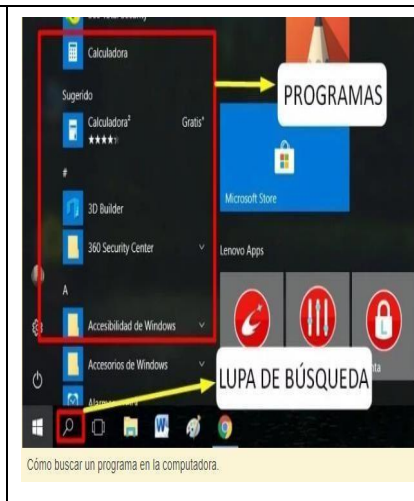 Calculadora
PROGRAMAS
Sugerido
Calculadora² Gratis*
#
3D Builder
Microsoft Store
360 Security Center
Lenovo Apps
A
Accesibilidad de Windows
Accesorios de Windows
LUPA DE BÚSQUEDA
Cómo buscar un programa en la computadora.